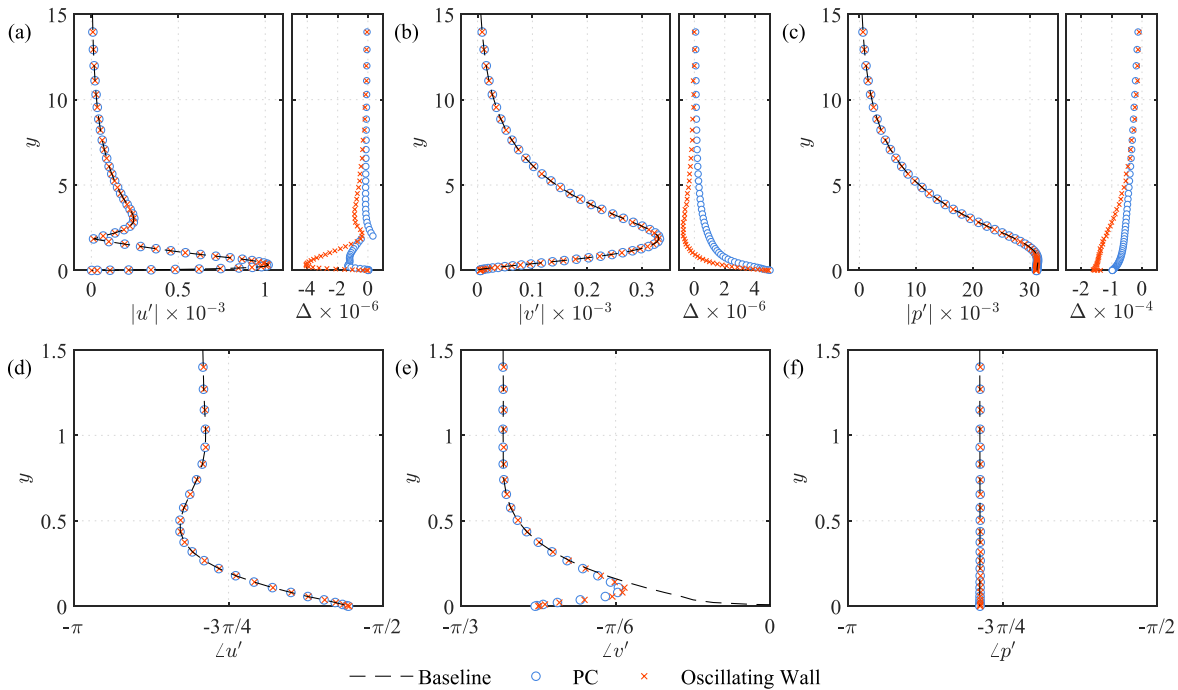 (a) 15 10 5 0 y
0 0.5 1
|u′| × 10⁻³
-4 -2 0
Δ × 10⁻⁶
(b) 15 10 5 0 y
0 0.1 0.2 0.3
|v′| × 10⁻³
0 2 4
Δ × 10⁻⁶
(c) 15 10 5 0 y
0 10 20 30
|p′| × 10⁻³
-2 -1 0
Δ × 10⁻⁴
(d) 1.5 1 0.5 0 y
-π -3π/4 -π/2
∠u′
(e) 1.5 1 0.5 0 y
-π/3 -π/6 0
∠v′
(f) 1.5 1 0.5 0 y
-π -3π/4 -π/2
∠p′
Baseline PC Oscillating Wall